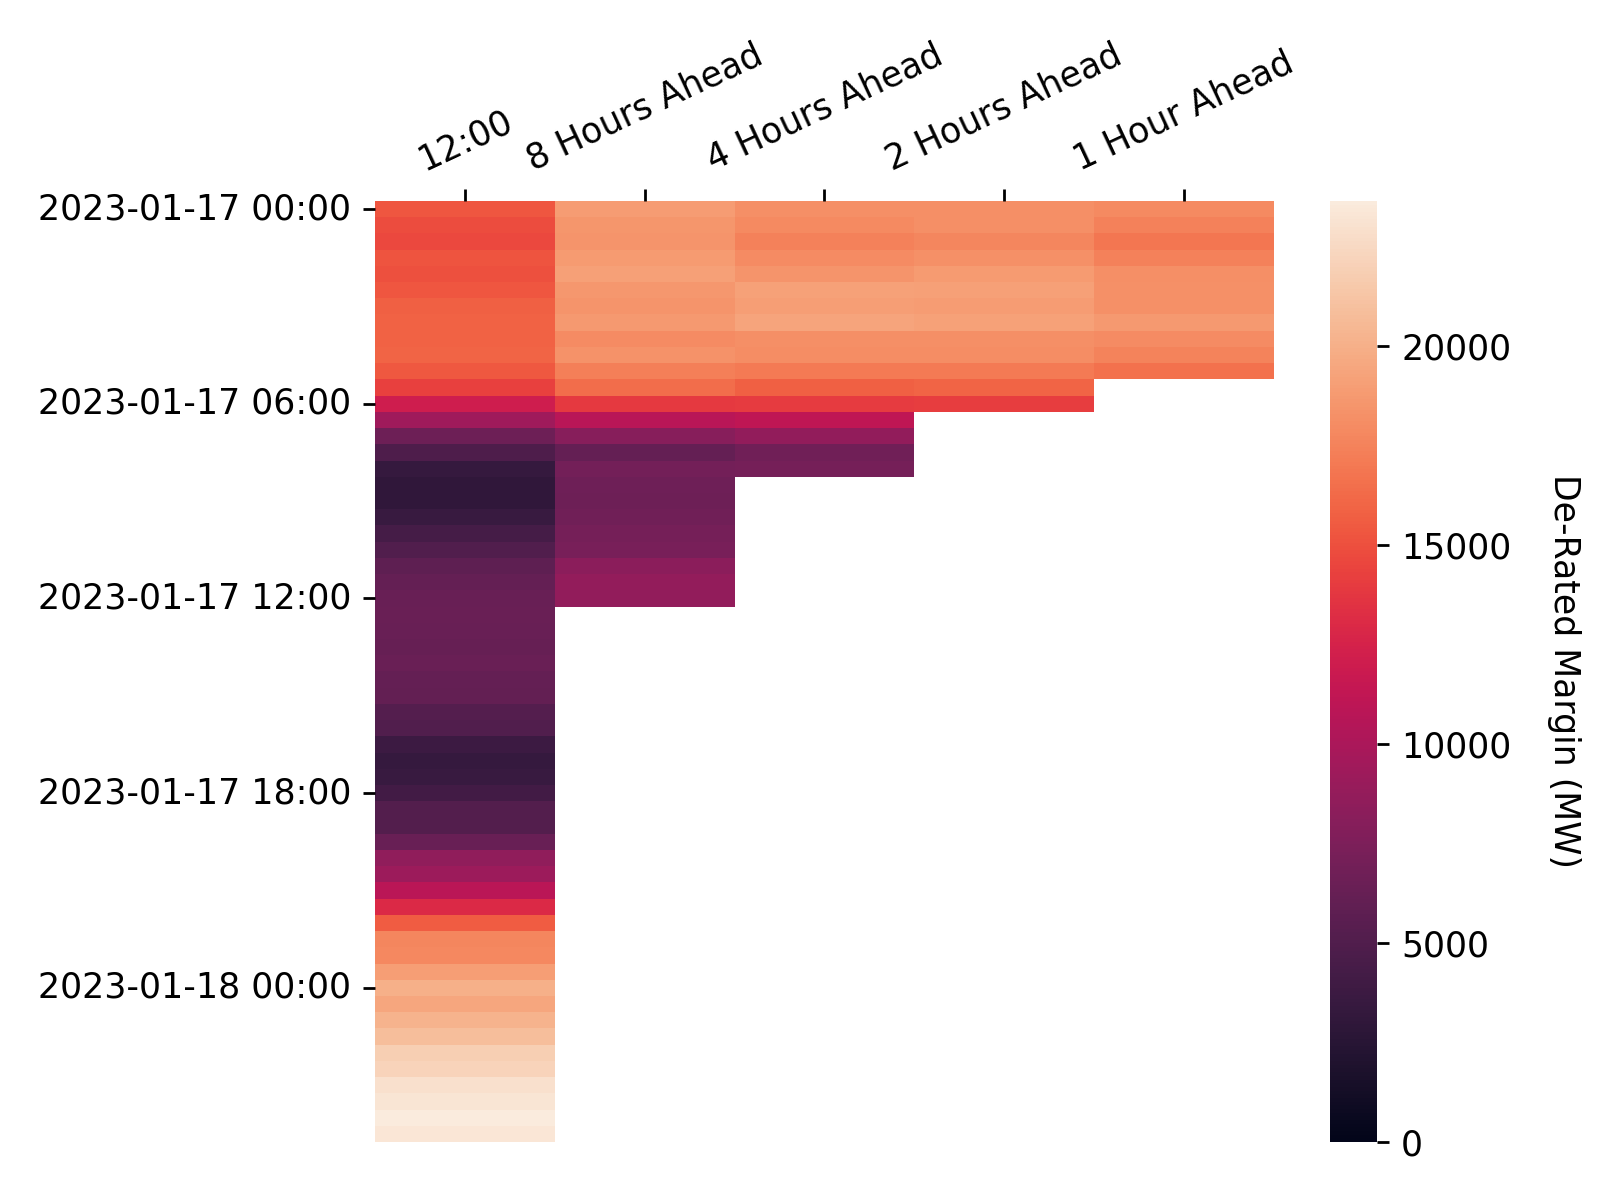 12:00
8 Hours Ahead
4 Hours Ahead
2 Hours Ahead
1 Hour Ahead
2023-01-17 00:00
2023-01-17 06:00
2023-01-17 12:00
2023-01-17 18:00
2023-01-18 00:00
20000
15000
10000
5000
0
De-Rated Margin (MW)